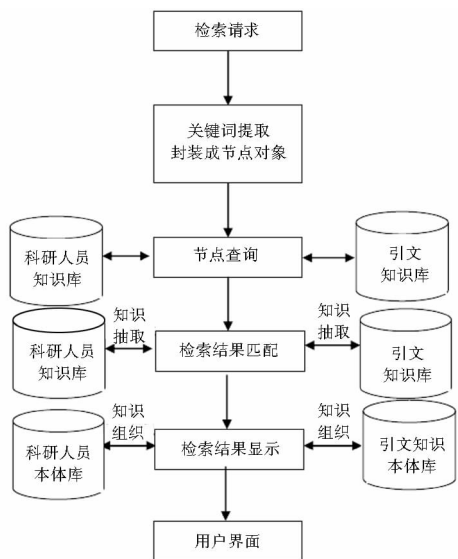 检索请求
关键词提取
封装成节点对象
科研人员
知识库
节点查询
引文
知识库
知识
抽取
知识
抽取
科研人员
知识库
检索结果匹配
引文
知识库
知识
组织
知识
组织
科研人员
本体库
检索结果显示
引文知识
本体库
用户界面